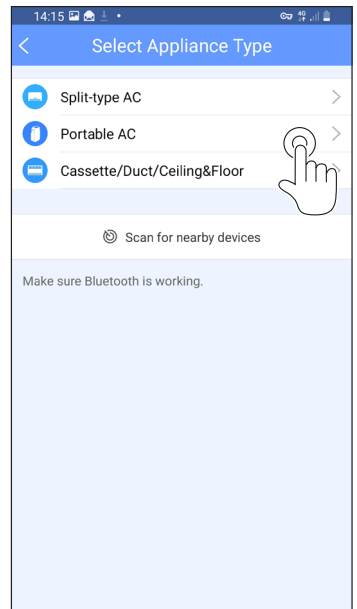 14:15
4G
Select Appliance Type
Split-type AC
Portable AC
Cassette/Duct/Ceiling&Floor
Scan for nearby devices
Make sure Bluetooth is working.